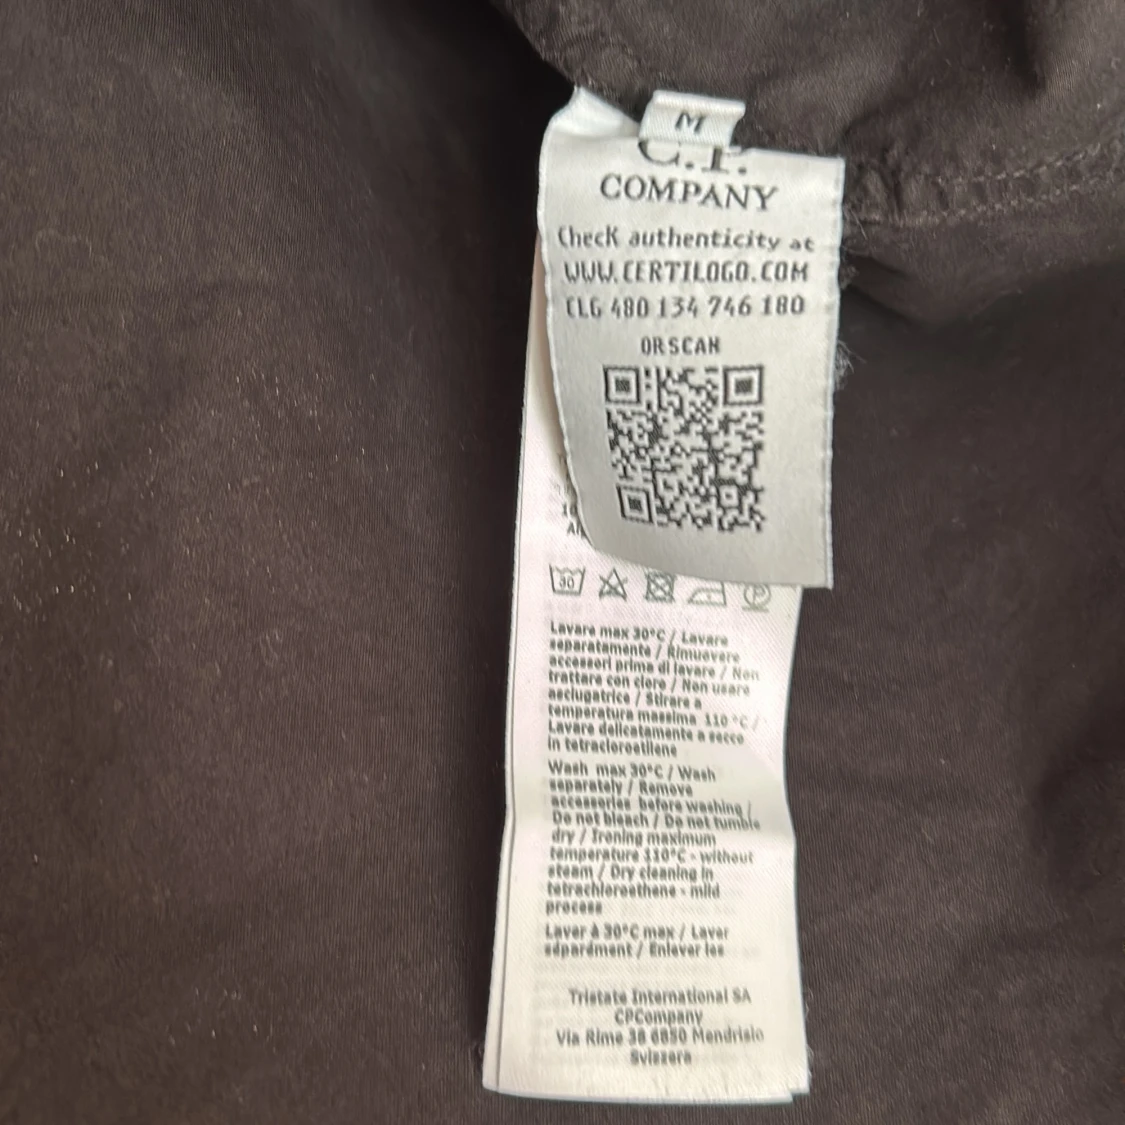 M
C.P.
COMPANY
Check authenticity at
WWW.CERTILOGO.COM
CLG 480 134 746 180
OR SCAN
30
P
Lavare max 30°C / Lavare
separatamente / Rimuovere
accessori prima di lavare / Non
trattare con cloro / Non usare
asciugatrice / Stirare a
temperatura massima 110 °C /
Lavare delicatamente a secco
in tetracloroetilene
Wash max 30°C / Wash
separately / Remove
accessories before washing /
Do not bleach / Do not tumble
dry / Ironing maximum
temperature 110°C - without
steam / Dry cleaning in
tetrachloroethene - mild
process
Laver à 30°C max / Laver
séparément / Enlever les
Tristate International SA
CPCompany
Via Rime 38 6850 Mendrisio
Svizzera